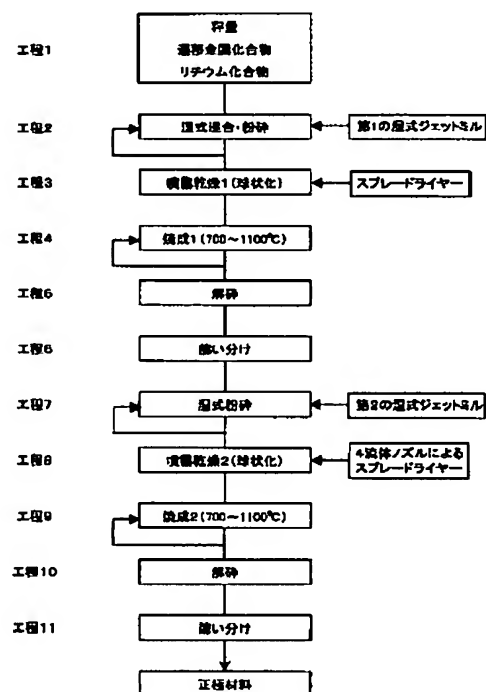 工程1
秤量
遷移金属化合物
リチウム化合物
工程2
湿式混合・粉砕
第1の湿式ジェットミル
工程3
噴霧乾燥1(球状化)
スプレードライヤー
工程4
焼成1(700~1100℃)
工程5
解砕
工程6
篩い分け
工程7
湿式粉砕
第2の湿式ジェットミル
工程8
噴霧乾燥2(球状化)
4流体ノズルによる
スプレードライヤー
工程9
焼成2(700~1100℃)
工程10
解砕
工程11
篩い分け
正極材料